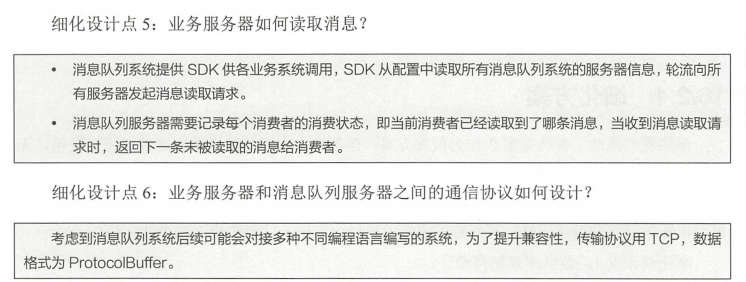 细化设计点 5：业务服务器如何读取消息？
• 消息队列系统提供 SDK 供各业务系统调用，SDK 从配置中读取所有消息队列系统的服务器信息，轮流向所
有服务器发起消息读取请求。
• 消息队列服务器需要记录每个消费者的消费状态，即当前消费者已经读取到了哪条消息，当收到消息读取请
求时，返回下一条未被读取的消息给消费者。
细化设计点 6：业务服务器和消息队列服务器之间的通信协议如何设计？
考虑到消息队列系统后续可能会对接多种不同编程语言编写的系统，为了提升兼容性，传输协议用 TCP，数据
格式为 ProtocolBuffer。